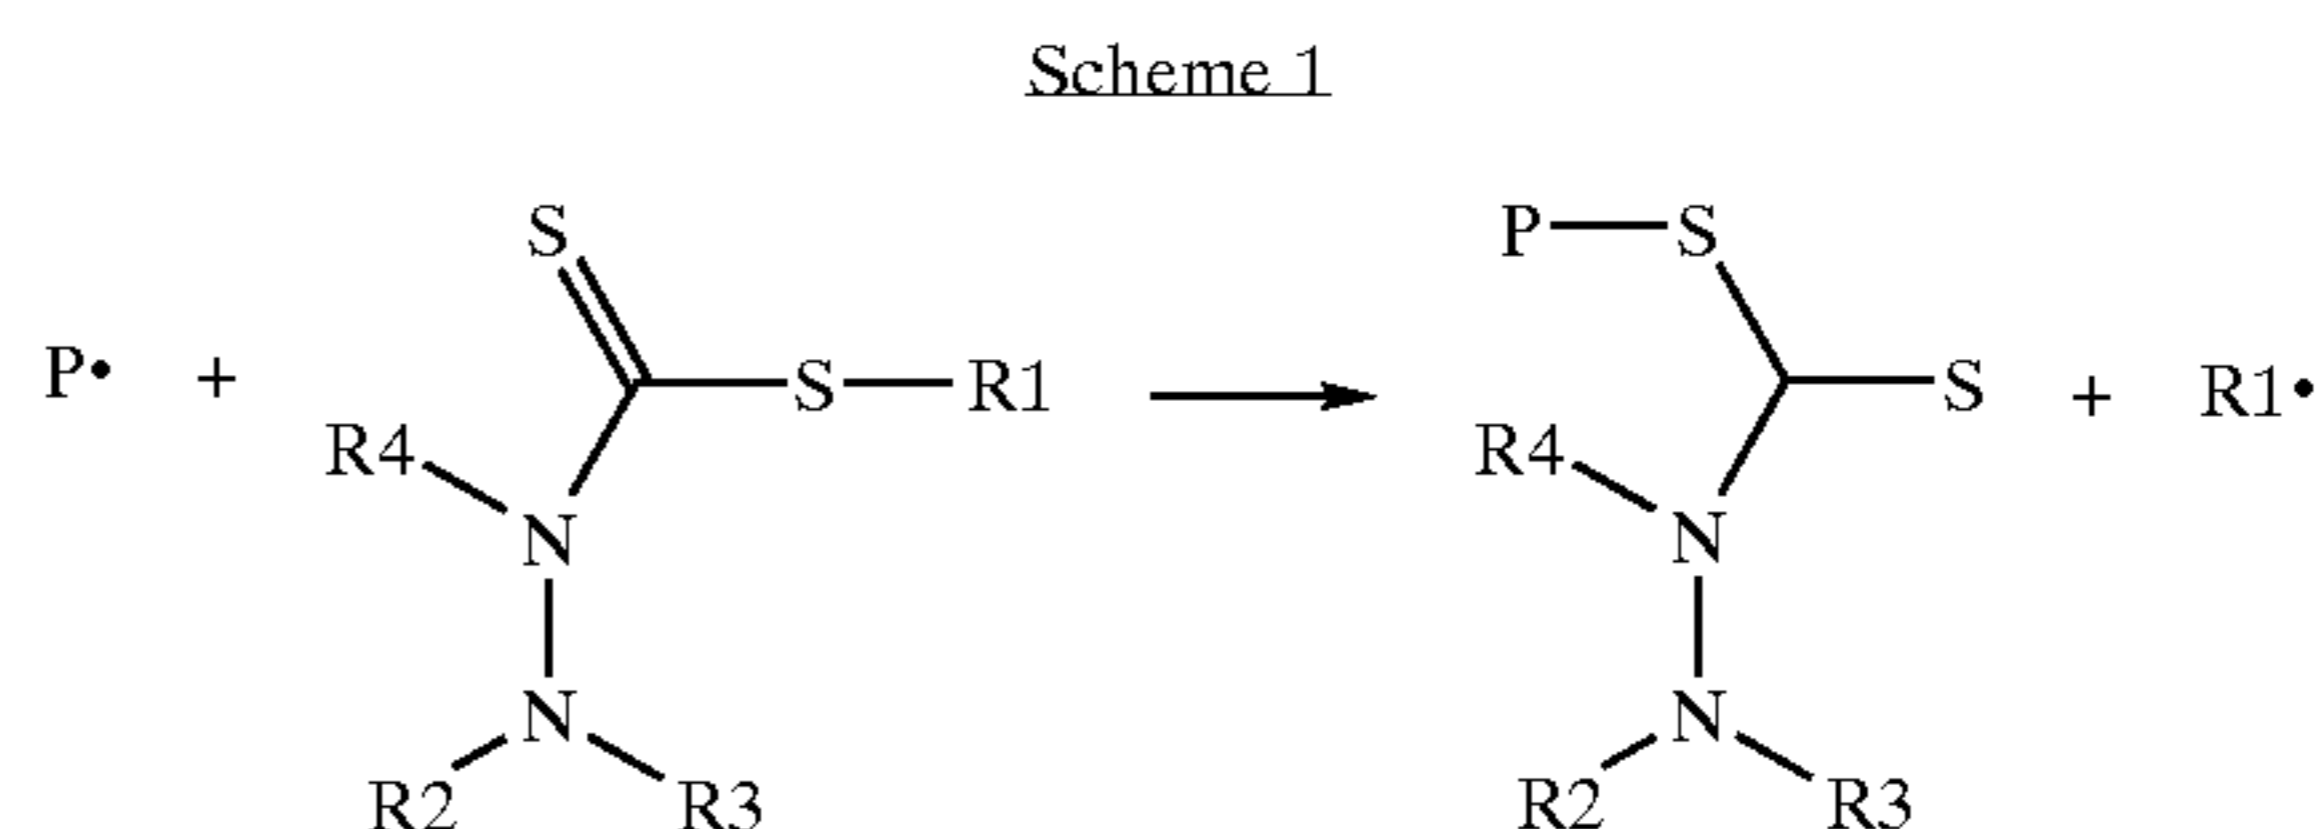 Scheme 1
S
P S
P• + S R1 S + R1•
R4 R4
N N
N N
R2 R3 R2 R3